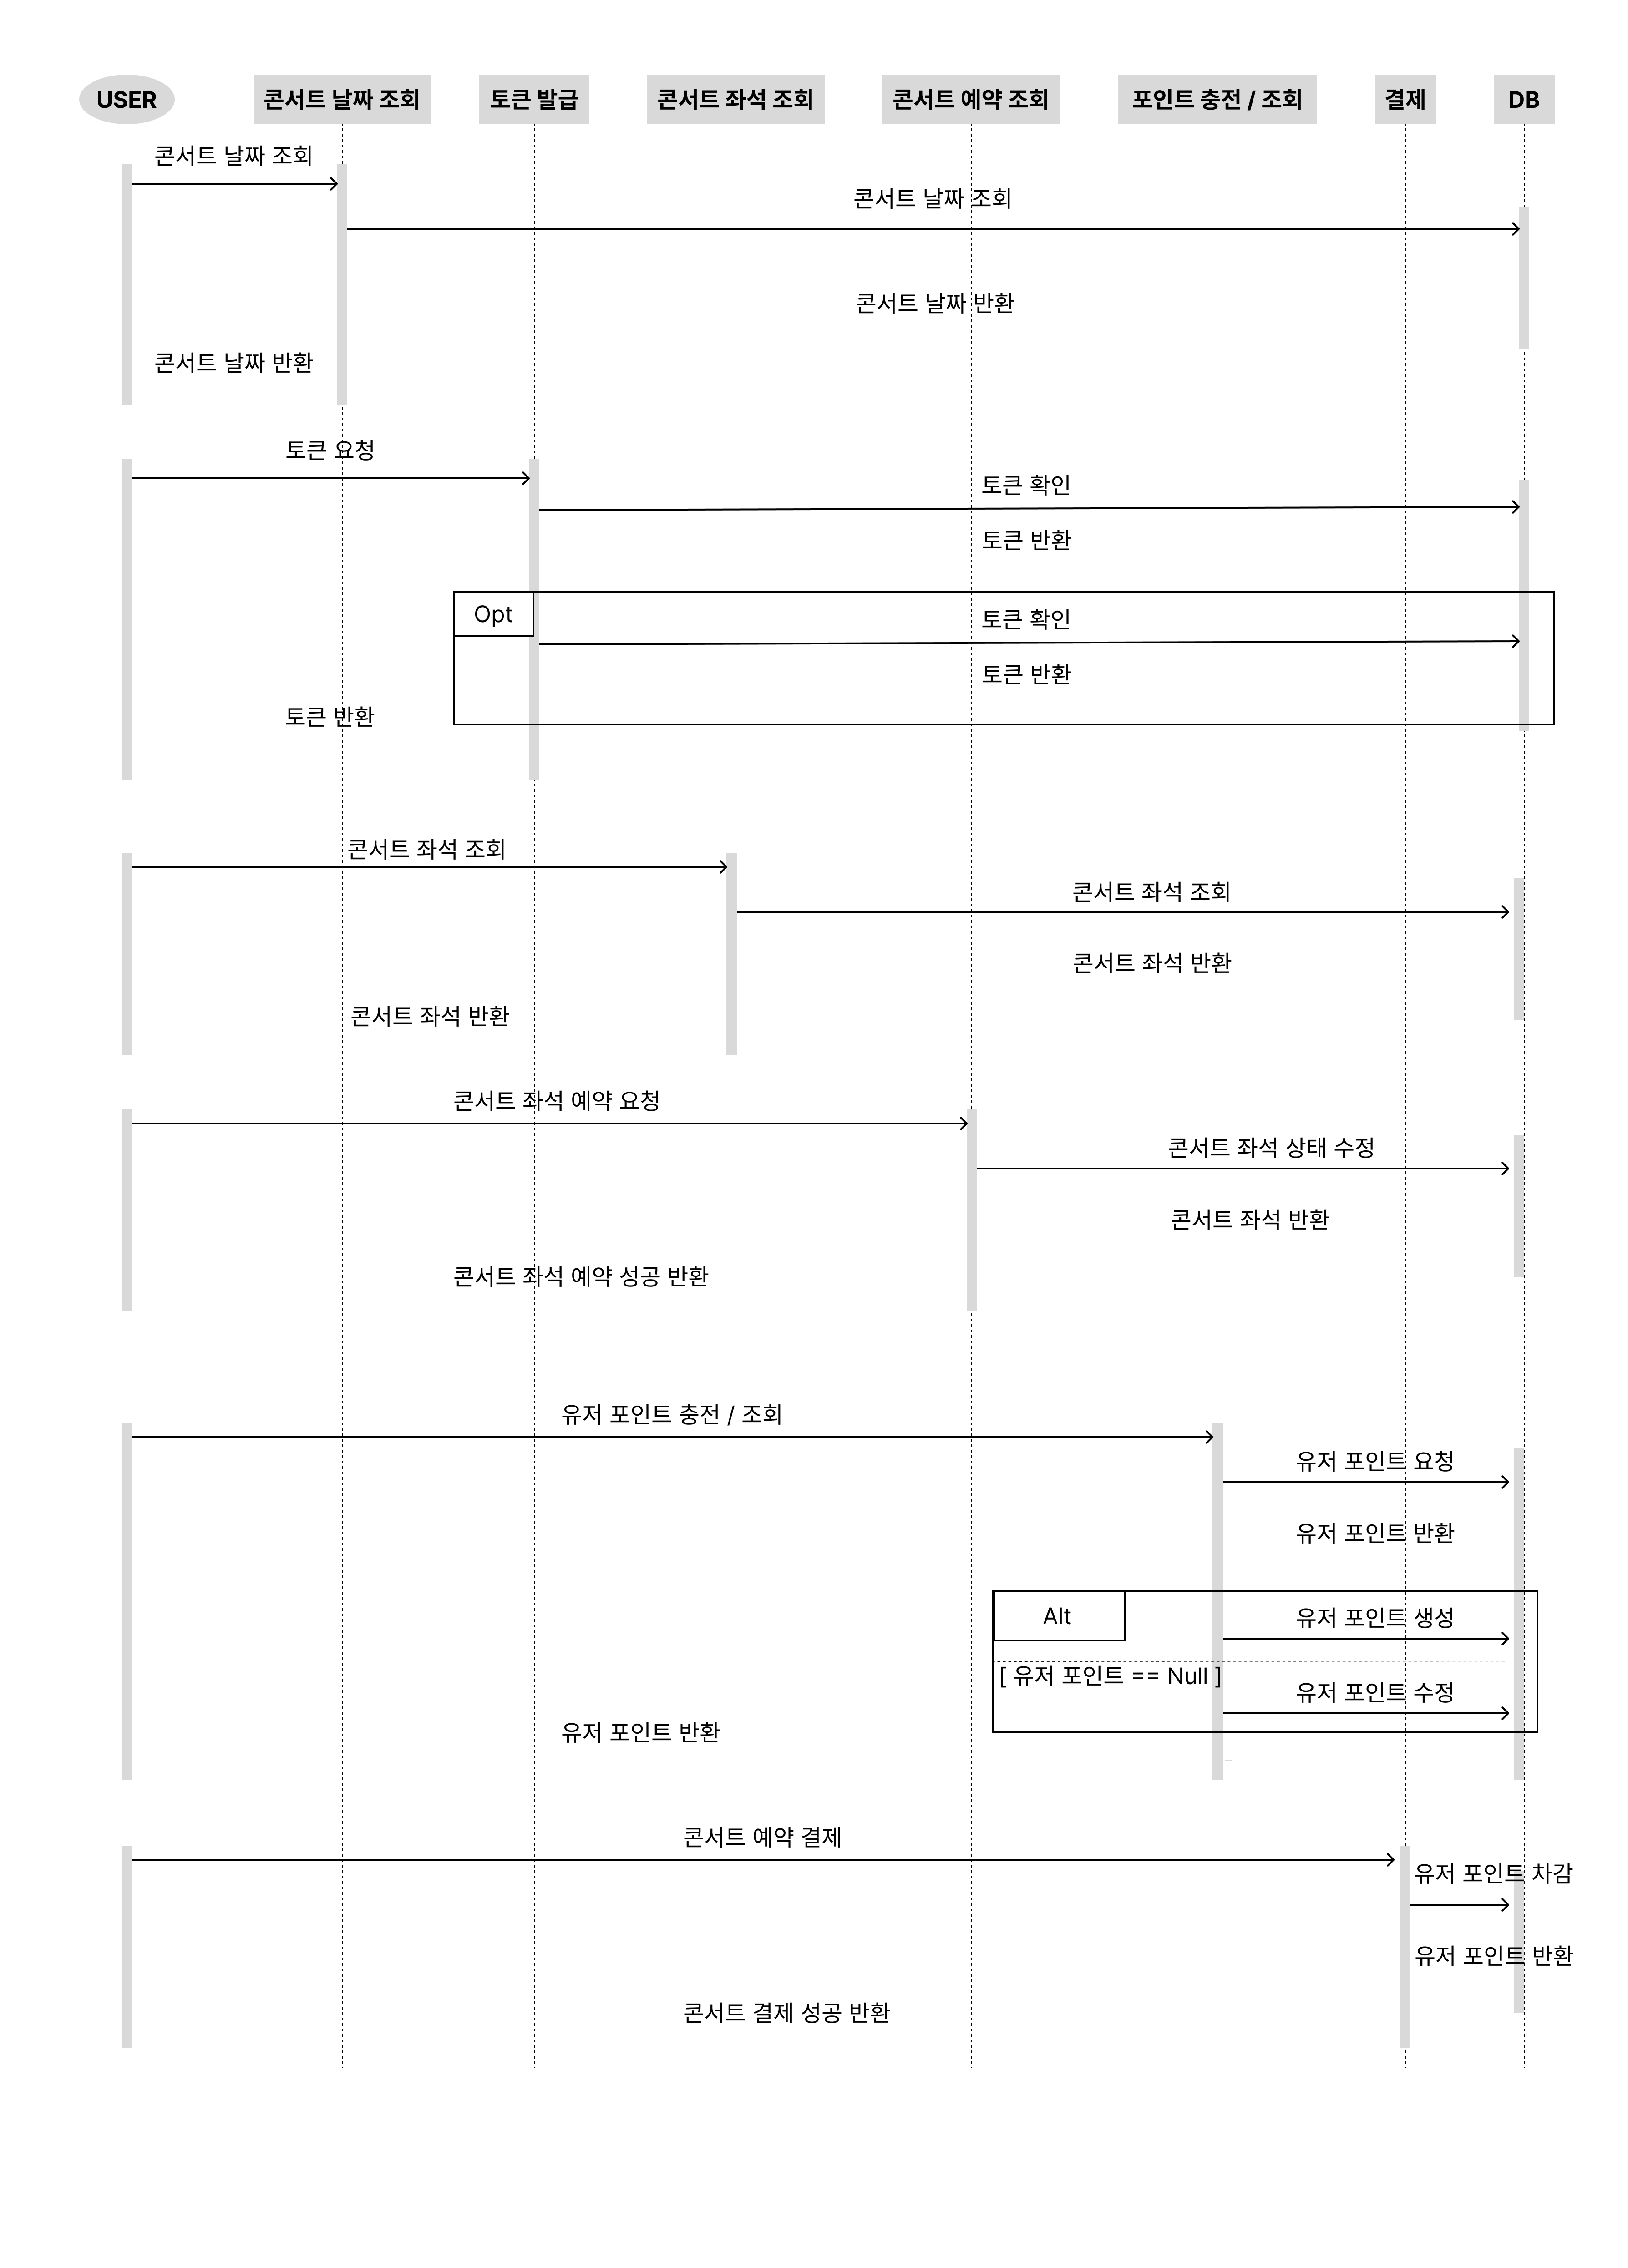 USER
콘서트 날짜 조회
토큰 발급
콘서트 좌석 조회
콘서트 예약 조회
포인트 충전 / 조회
결제
DB
콘서트 날짜 조회
콘서트 날짜 조회
콘서트 날짜 반환
콘서트 날짜 반환
토큰 요청
토큰 확인
토큰 반환
Opt
토큰 확인
토큰 반환
토큰 반환
콘서트 좌석 조회
콘서트 좌석 조회
콘서트 좌석 반환
콘서트 좌석 반환
콘서트 좌석 예약 요청
콘서트 좌석 상태 수정
콘서트 좌석 반환
콘서트 좌석 예약 성공 반환
유저 포인트 충전 / 조회
유저 포인트 요청
유저 포인트 반환
Alt
유저 포인트 생성
[ 유저 포인트 == Null ]
유저 포인트 수정
유저 포인트 반환
콘서트 예약 결제
유저 포인트 차감
유저 포인트 반환
콘서트 결제 성공 반환